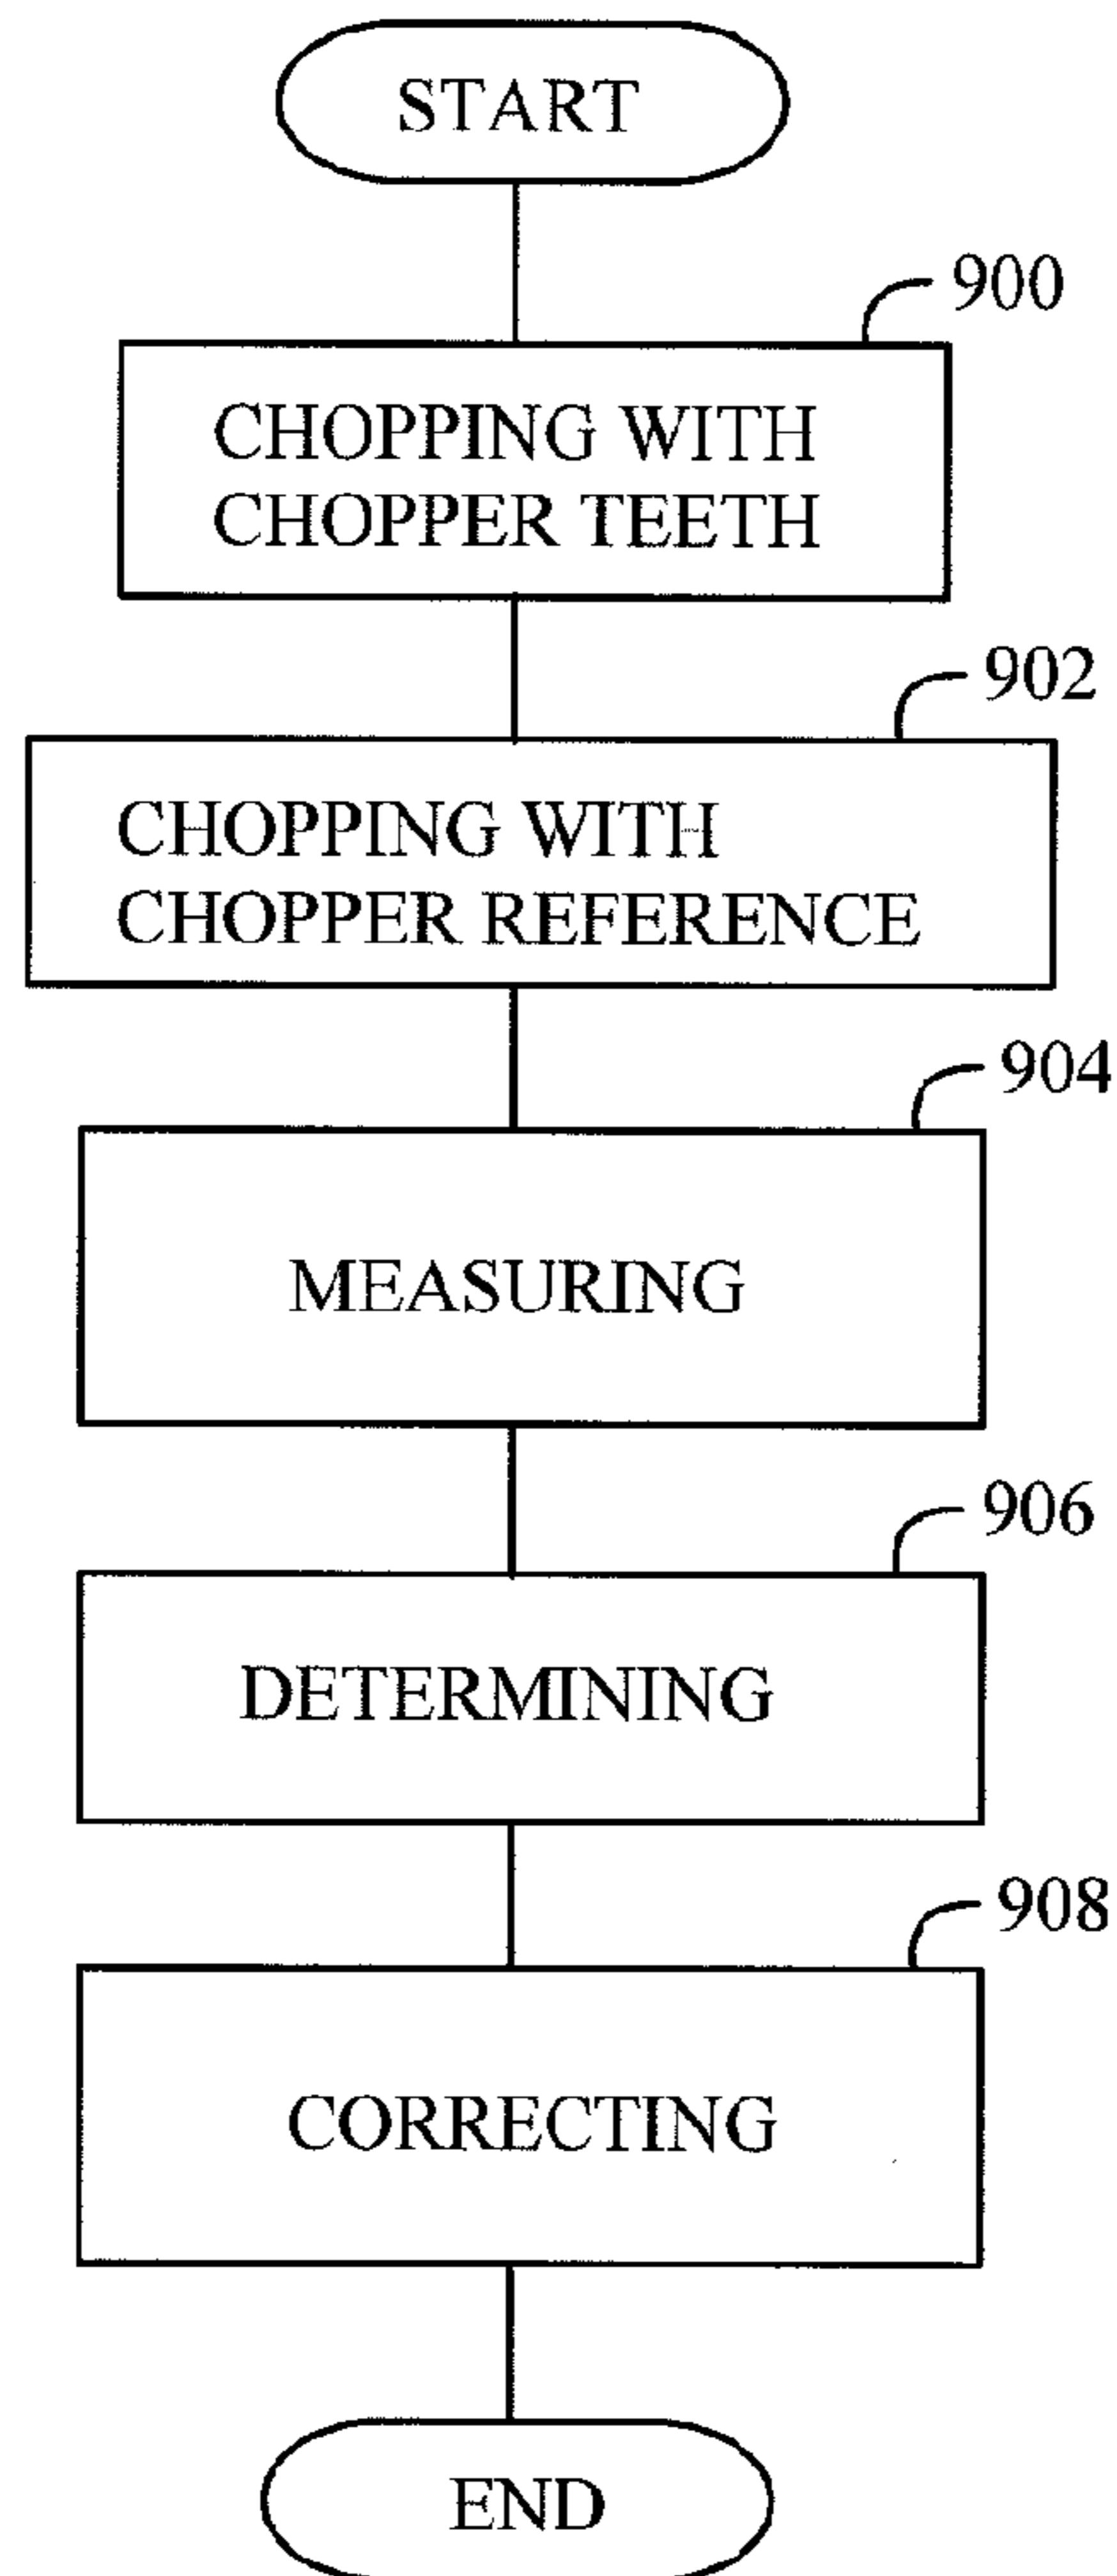 START
900
CHOPPING WITH
CHOPPER TEETH
902
CHOPPING WITH
CHOPPER REFERENCE
904
MEASURING
906
DETERMINING
908
CORRECTING
END